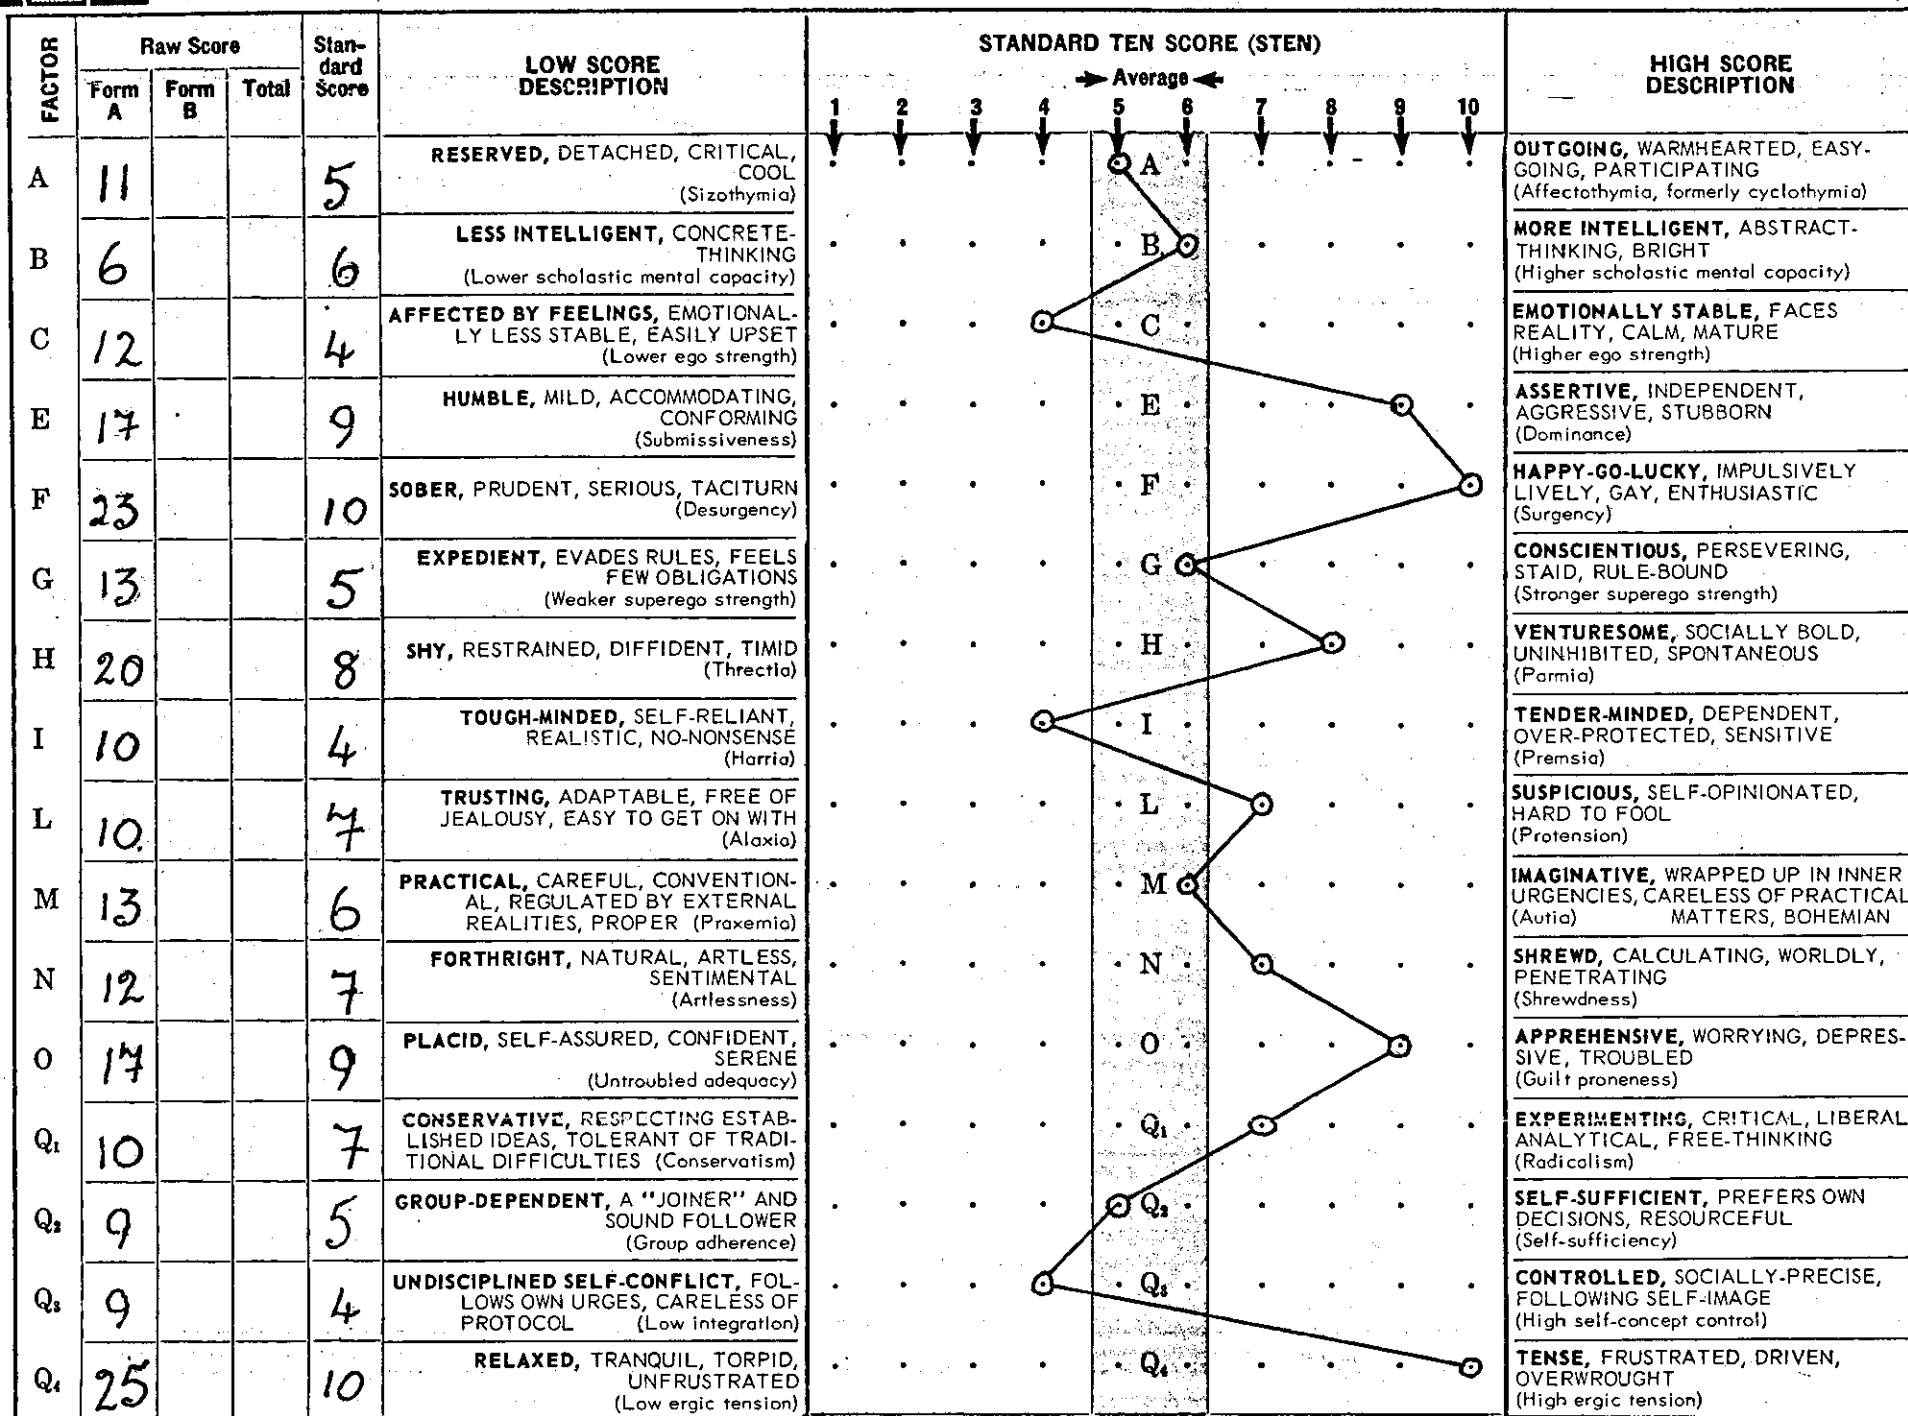 FACTOR
Raw Score
Form A
Form B
Total
Stan-
dard
Score
LOW SCORE
DESCRIPTION
STANDARD TEN SCORE (STEN)
Average
1 2 3 4 5 6 7 8 9 10
HIGH SCORE
DESCRIPTION
A 11 5
RESERVED, DETACHED, CRITICAL,
COOL
(Sizothymia)
A
OUTGOING, WARMHEARTED, EASY-
GOING, PARTICIPATING
(Affectothymia, formerly cyclothymia)
B 6 6
LESS INTELLIGENT, CONCRETE-
THINKING
(Lower scholastic mental capacity)
B
MORE INTELLIGENT, ABSTRACT-
THINKING, BRIGHT
(Higher scholastic mental capacity)
C 12 4
AFFECTED BY FEELINGS, EMOTIONAL-
LY LESS STABLE, EASILY UPSET
(Lower ego strength)
C
EMOTIONALLY STABLE, FACES
REALITY, CALM, MATURE
(Higher ego strength)
E 17 9
HUMBLE, MILD, ACCOMMODATING,
CONFORMING
(Submissiveness)
E
ASSERTIVE, INDEPENDENT,
AGGRESSIVE, STUBBORN
(Dominance)
F 23 10
SOBER, PRUDENT, SERIOUS, TACITURN
(Desurgency)
F
HAPPY-GO-LUCKY, IMPULSIVELY
LIVELY, GAY, ENTHUSIASTIC
(Surgency)
G 13 5
EXPEDIENT, EVADES RULES, FEELS
FEW OBLIGATIONS
(Weaker superego strength)
G
CONSCIENTIOUS, PERSEVERING,
STAID, RULE-BOUND
(Stronger superego strength)
H 20 8
SHY, RESTRAINED, DIFFIDENT, TIMID
(Threctia)
H
VENTURESOME, SOCIALLY BOLD,
UNINHIBITED, SPONTANEOUS
(Parmia)
I 10 4
TOUGH-MINDED, SELF-RELIANT,
REALISTIC, NO-NONSENSE
(Harria)
I
TENDER-MINDED, DEPENDENT,
OVER-PROTECTED, SENSITIVE
(Premsia)
L 10 7
TRUSTING, ADAPTABLE, FREE OF
JEALOUSY, EASY TO GET ON WITH
(Alaxia)
L
SUSPICIOUS, SELF-OPINIONATED,
HARD TO FOOL
(Protension)
M 13 6
PRACTICAL, CAREFUL, CONVENTION-
AL, REGULATED BY EXTERNAL
REALITIES, PROPER (Praxernia)
M
IMAGINATIVE, WRAPPED UP IN INNER
URGENCIES, CARELESS OF PRACTICAL
(Autia) MATTERS, BOHEMIAN
N 12 7
FORTHRIGHT, NATURAL, ARTLESS,
SENTIMENTAL
(Artlessness)
N
SHREWD, CALCULATING, WORLDLY,
PENETRATING
(Shrewdness)
O 17 9
PLACID, SELF-ASSURED, CONFIDENT,
SERENE
(Untroubled adequacy)
O
APPREHENSIVE, WORRYING, DEPRES-
SIVE, TROUBLED
(Guilt proneness)
Q₁ 10 7
CONSERVATIVE, RESPECTING ESTAB-
LISHED IDEAS, TOLERANT OF TRADI-
TIONAL DIFFICULTIES (Conservatism)
Q₁
EXPERIMENTING, CRITICAL, LIBERAL
ANALYTICAL, FREE-THINKING
(Radicalism)
Q₂ 9 5
GROUP-DEPENDENT, A "JOINER" AND
SOUND FOLLOWER
(Group adherence)
Q₂
SELF-SUFFICIENT, PREFERS OWN
DECISIONS, RESOURCEFUL
(Self-sufficiency)
Q₃ 9 4
UNDISCIPLINED SELF-CONFLICT, FOL-
LOWS OWN URGES, CARELESS OF
PROTOCOL (Low integration)
Q₃
CONTROLLED, SOCIALLY-PRECISE,
FOLLOWING SELF-IMAGE
(High self-concept control)
Q₄ 25 10
RELAXED, TRANQUIL, TORPID,
UNFRUSTRATED
(Low ergic tension)
Q₄
TENSE, FRUSTRATED, DRIVEN,
OVERWROUGHT
(High ergic tension)